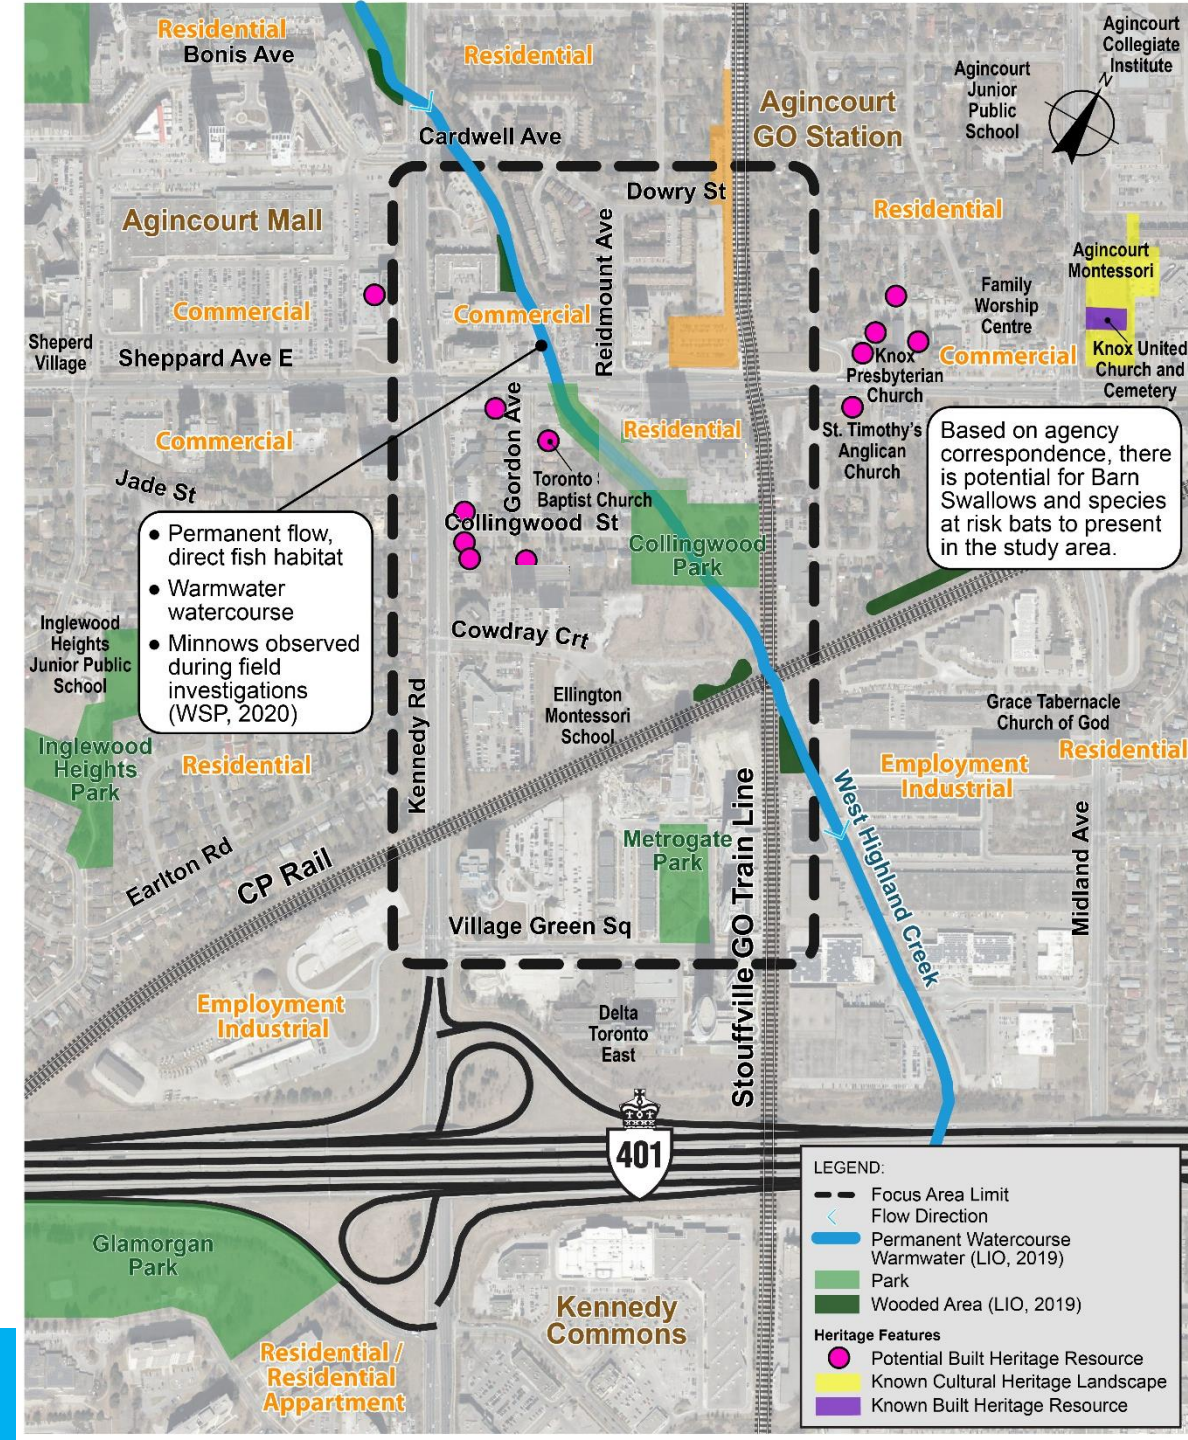 Residential
Bonis Ave
Residential
Agincourt
Collegiate
Institute
Agincourt
Junior
Public
School
N
Agincourt
GO Station
Cardwell Ave
Dowry St
Residential
Agincourt Mall
Reidmount Ave
Agincourt
Montessori
Family
Worship
Centre
Commercial
Commercial
Sheperd
Village
Sheppard Ave E
Knox
Presbyterian
Church
Commercial
Knox United
Church and
Cemetery
Gordon Ave
Commercial
Residential
St. Timothy's
Anglican
Church
Based on agency
correspondence, there
is potential for Barn
Swallows and species
at risk bats to present
in the study area.
Jade St
Toronto
Baptist Church
Collingwood St
Collingwood
Park
• Permanent flow,
direct fish habitat
• Warmwater
watercourse
• Minnows observed
during field
investigations
(WSP, 2020)
Inglewood
Heights
Junior Public
School
Cowdray Crt
Kennedy Rd
Ellington
Montessori
School
Grace Tabernacle
Church of God
Residential
Inglewood
Heights
Park
Residential
Employment
Industrial
West Highland Creek
Stouffville GO Train Line
Midland Ave
Metrogate
Park
Earlton Rd
CP Rail
Village Green Sq
Employment
Industrial
Delta
Toronto
East
401
Glamorgan
Park
Kennedy
Commons
Residential /
Residential
Appartment
LEGEND:
Focus Area Limit
Flow Direction
Permanent Watercourse
Warmwater (LIO, 2019)
Park
Wooded Area (LIO, 2019)
Heritage Features
Potential Built Heritage Resource
Known Cultural Heritage Landscape
Known Built Heritage Resource